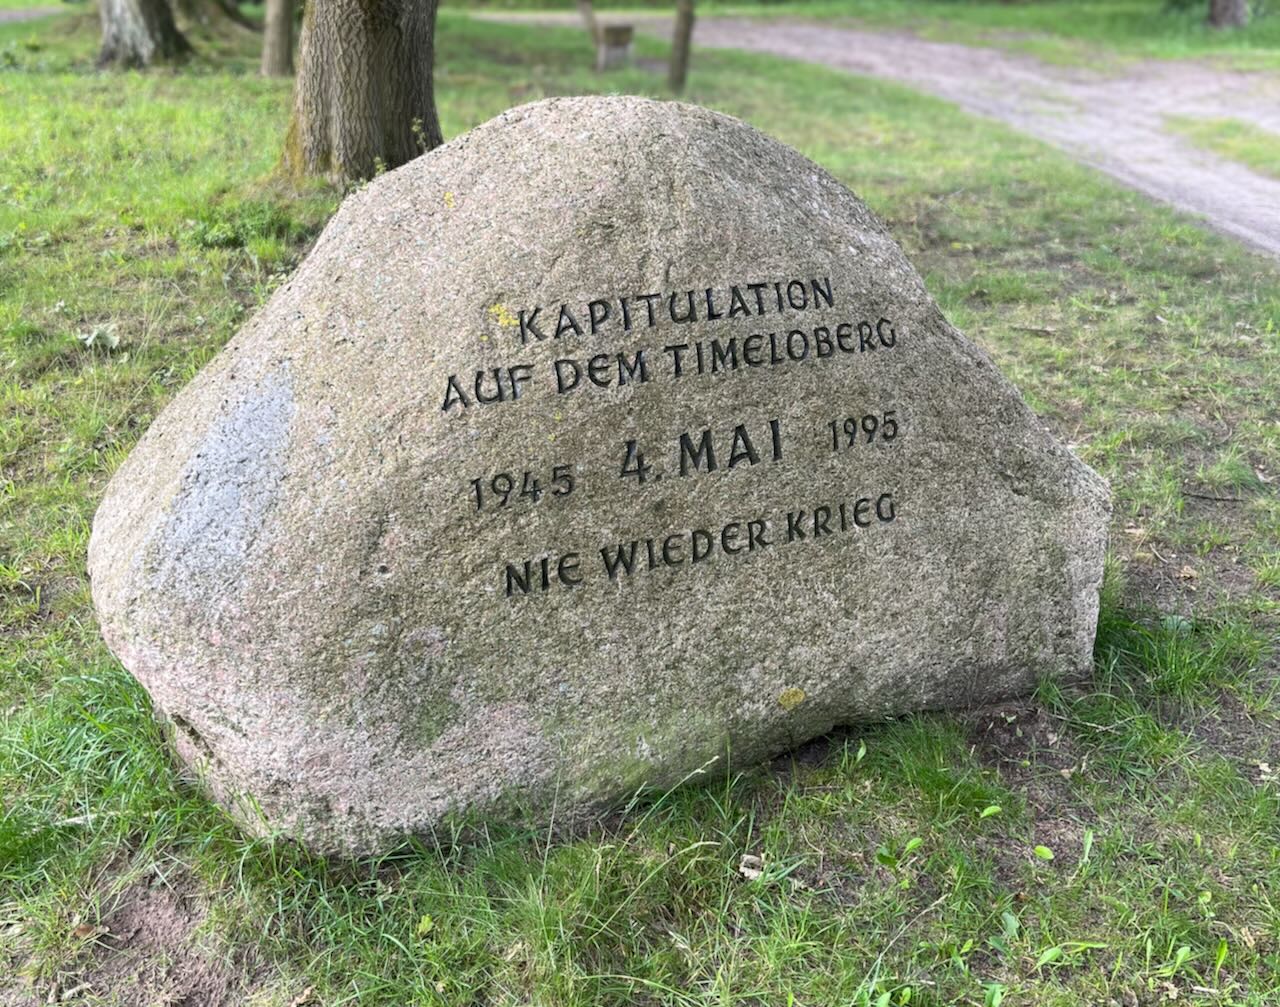 KAPITULATION
AUF DEM TIMELOBERG
1945 4. MAI 1995
NIE WIEDER KRIEG